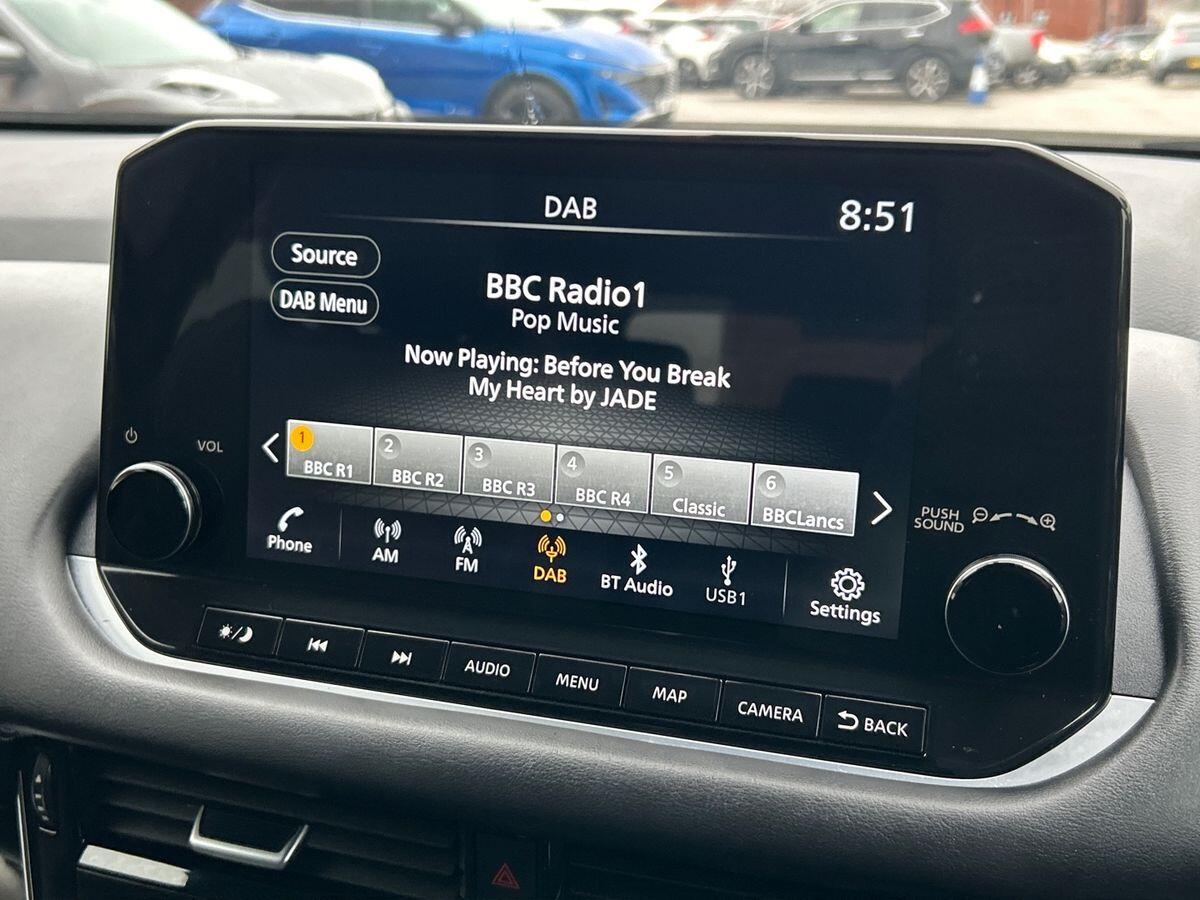 DAB
8:51
Source
DAB Menu
BBC Radio1
Pop Music
Now Playing: Before You Break
My Heart by JADE
1
BBC R1
2
BBC R2
3
BBC R3
4
BBC R4
5
Classic
6
BBCLancs
VOL
PUSH
SOUND
Phone
AM
FM
DAB
BT Audio
USB1
Settings
AUDIO
MENU
MAP
CAMERA
BACK